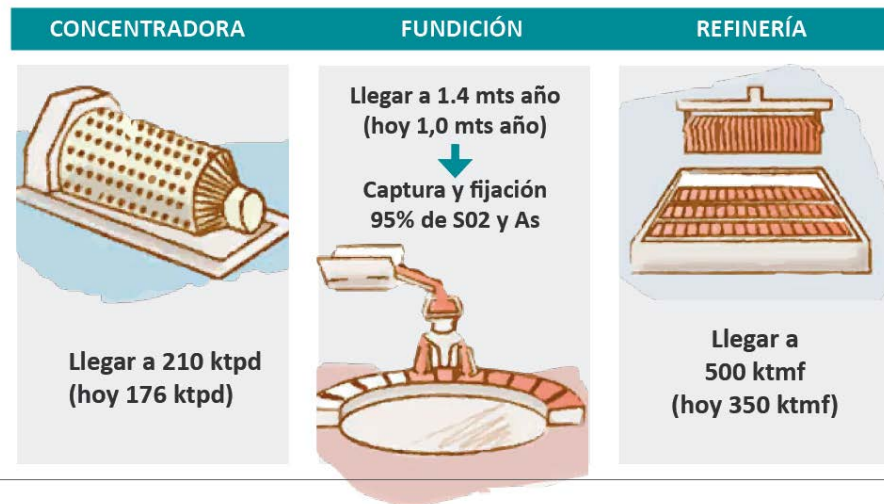 CONCENTRADORA
Llegar a 210 ktpd
(hoy 176 ktpd)
FUNDICIÓN
Llegar a 1.4 mts año
(hoy 1,0 mts año)
Captura y fijación
95% de S02 y As
REFINERÍA
Llegar a
500 ktmf
(hoy 350 ktmf)